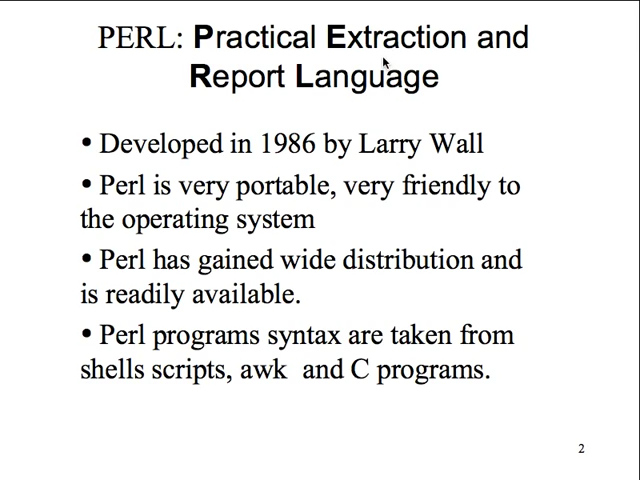 PERL: Practical Extraction and
Report Language
• Developed in 1986 by Larry Wall
• Perl is very portable, very friendly to
the operating system
• Perl has gained wide distribution and
is readily available.
• Perl programs syntax are taken from
shells scripts, awk  and C programs.
2